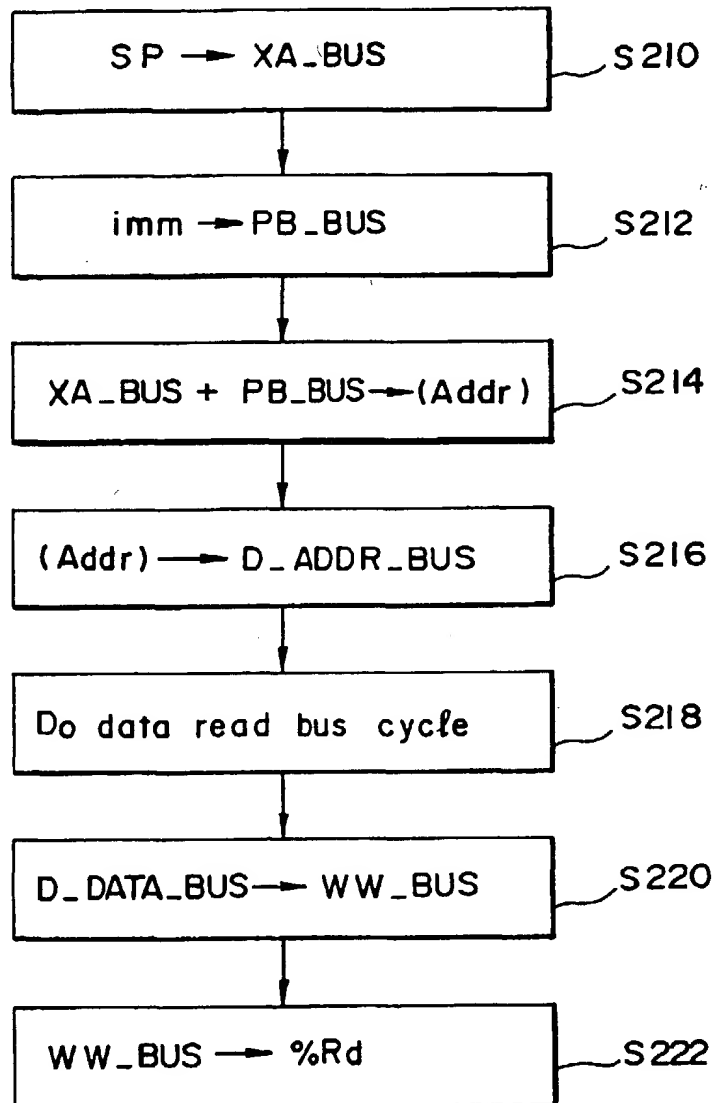 SP → XA_BUS S210
imm → PB_BUS S212
XA_BUS + PB_BUS → (Addr) S214
(Addr) → D_ADDR_BUS S216
Do data read bus cycle S218
D_DATA_BUS → WW_BUS S220
WW_BUS → %Rd S222